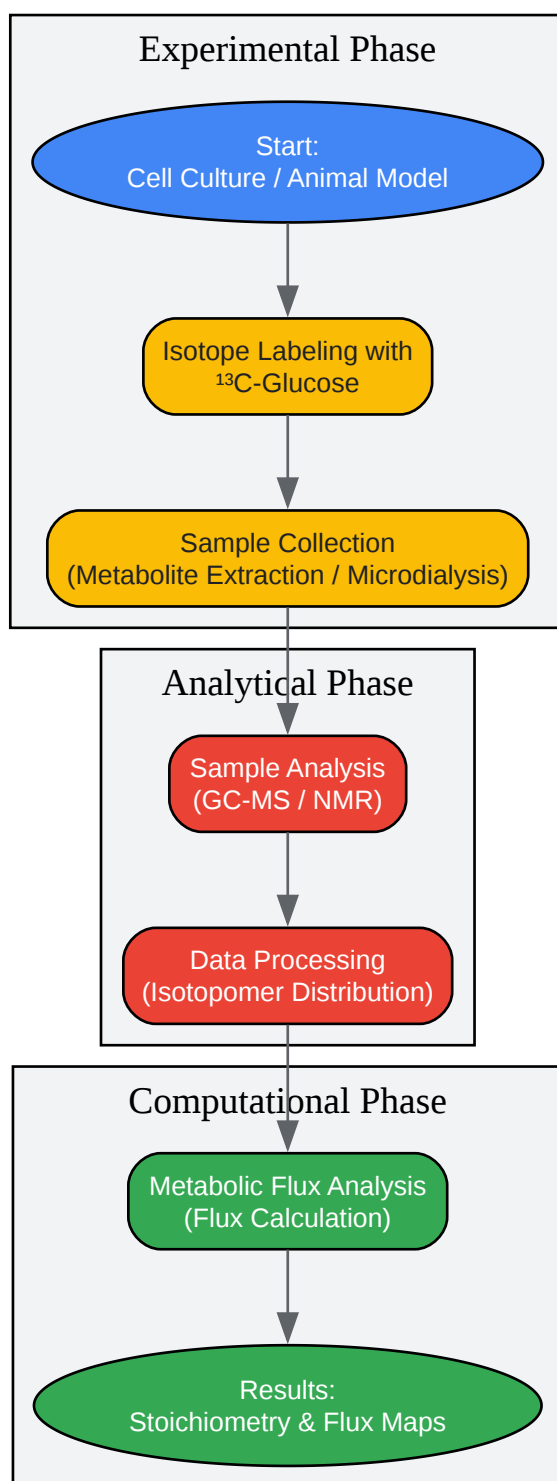 Experimental Phase
Start:
Cell Culture / Animal Model
Isotope Labeling with
¹³C-Glucose
Sample Collection
(Metabolite Extraction / Microdialysis)
Analytical Phase
Sample Analysis
(GC-MS / NMR)
Data Processing
(Isotopomer Distribution)
Computational Phase
Metabolic Flux Analysis
(Flux Calculation)
Results:
Stoichiometry & Flux Maps